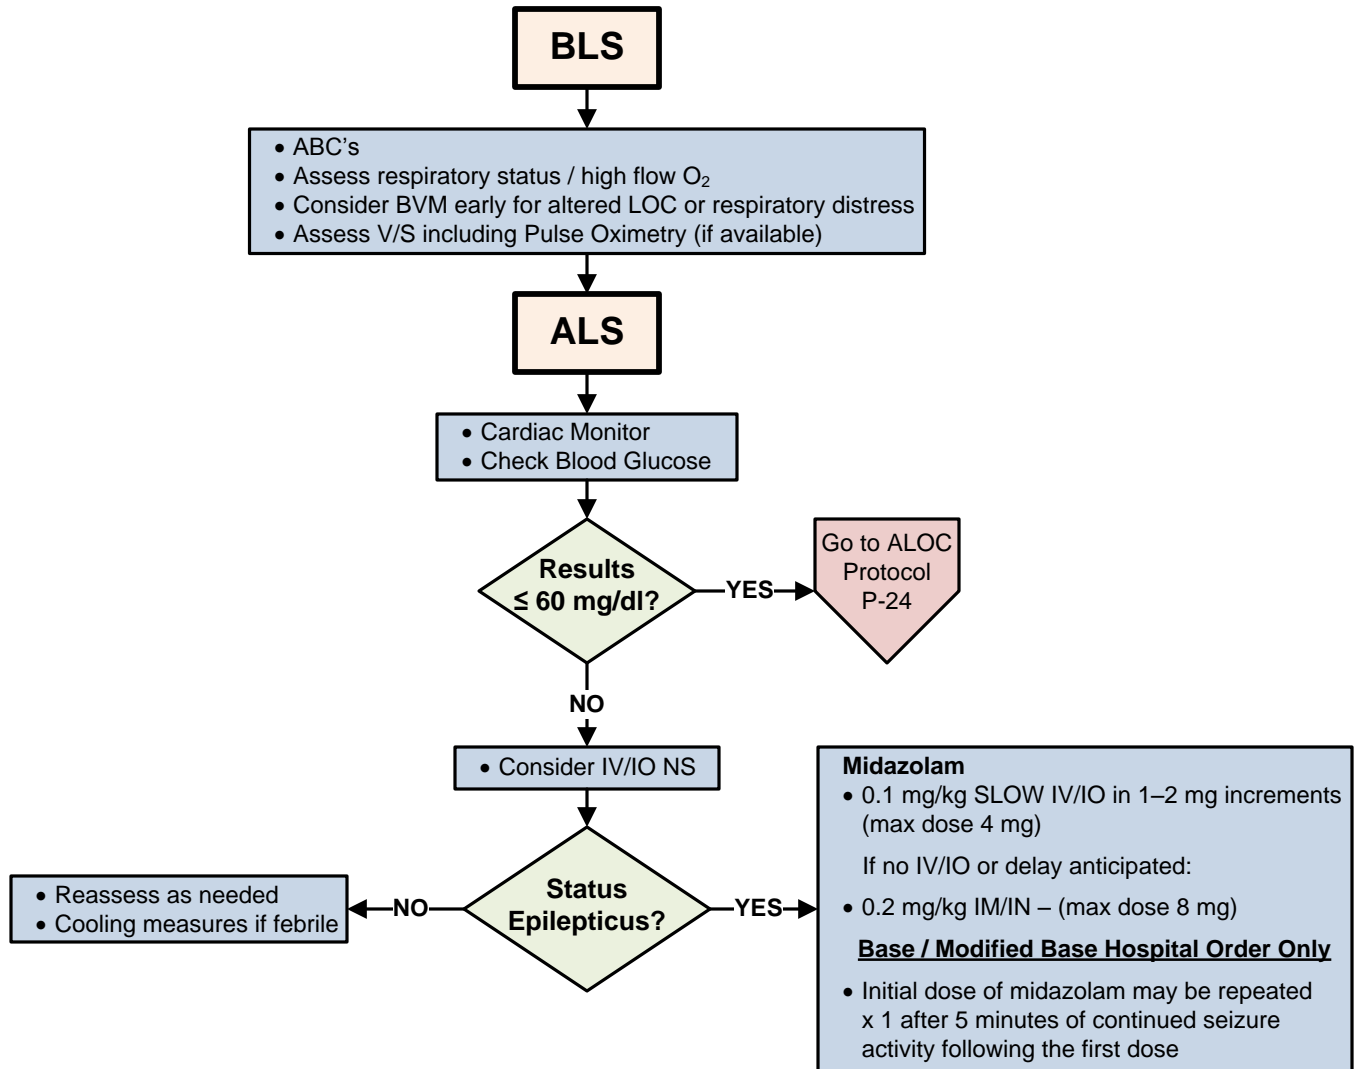 BLS
• ABC’s
• Assess respiratory status / high flow O₂
• Consider BVM early for altered LOC or respiratory distress
• Assess V/S including Pulse Oximetry (if available)
ALS
• Cardiac Monitor
• Check Blood Glucose
Results
≤ 60 mg/dl?
YES
Go to ALOC
Protocol
P-24
NO
• Consider IV/IO NS
Status
Epilepticus?
NO
• Reassess as needed
• Cooling measures if febrile
YES
Midazolam
• 0.1 mg/kg SLOW IV/IO in 1–2 mg increments
(max dose 4 mg)
If no IV/IO or delay anticipated:
• 0.2 mg/kg IM/IN – (max dose 8 mg)
Base / Modified Base Hospital Order Only
• Initial dose of midazolam may be repeated
x 1 after 5 minutes of continued seizure
activity following the first dose